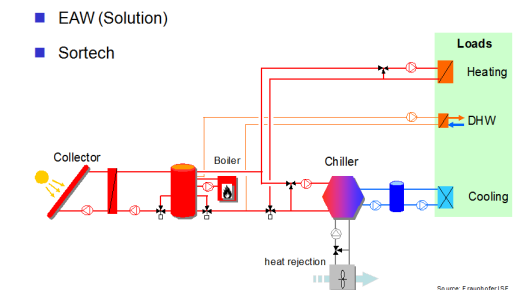 EAW (Solution)
Sortech
Loads
Heating
DHW
Collector
Boiler
Chiller
Cooling
heat rejection
Source: Fraunhofer ISE